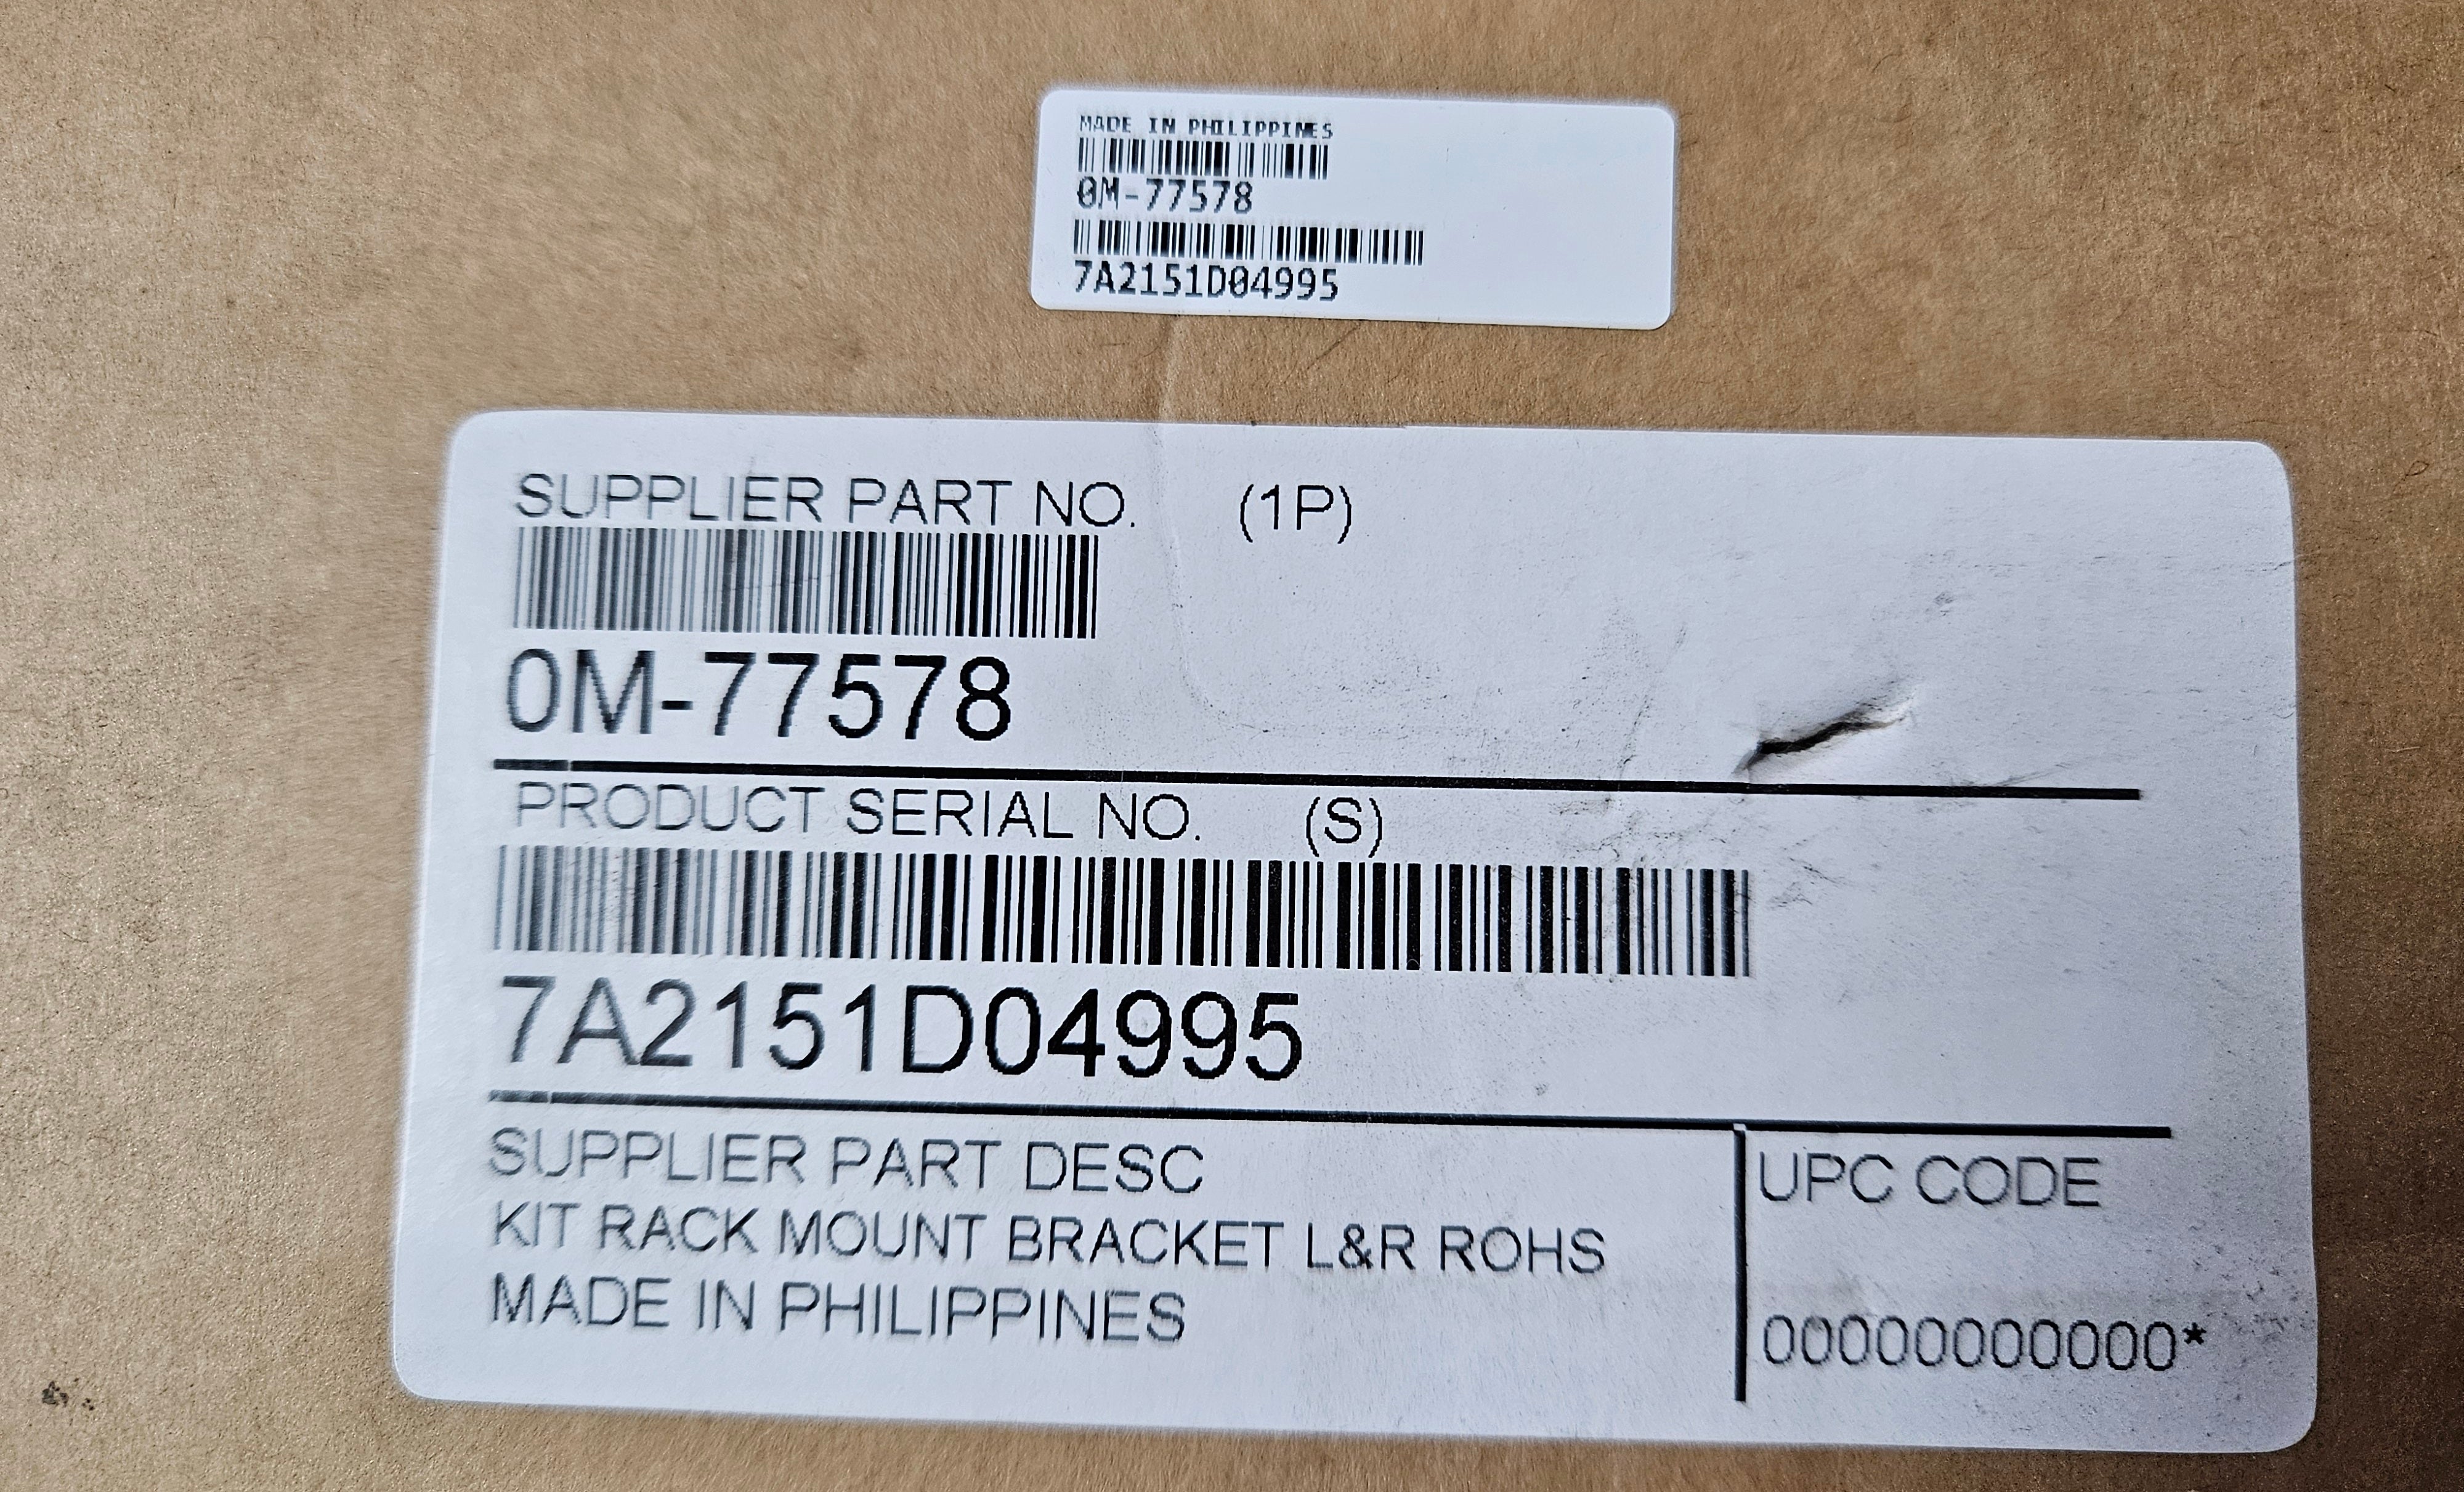 MADE IN PHILIPPINES
0M-77578
7A2151D04995
SUPPLIER PART NO. (1P)
0M-77578
PRODUCT SERIAL NO. (S)
7A2151D04995
SUPPLIER PART DESC
KIT RACK MOUNT BRACKET L&R ROHS
MADE IN PHILIPPINES
UPC CODE
00000000000*